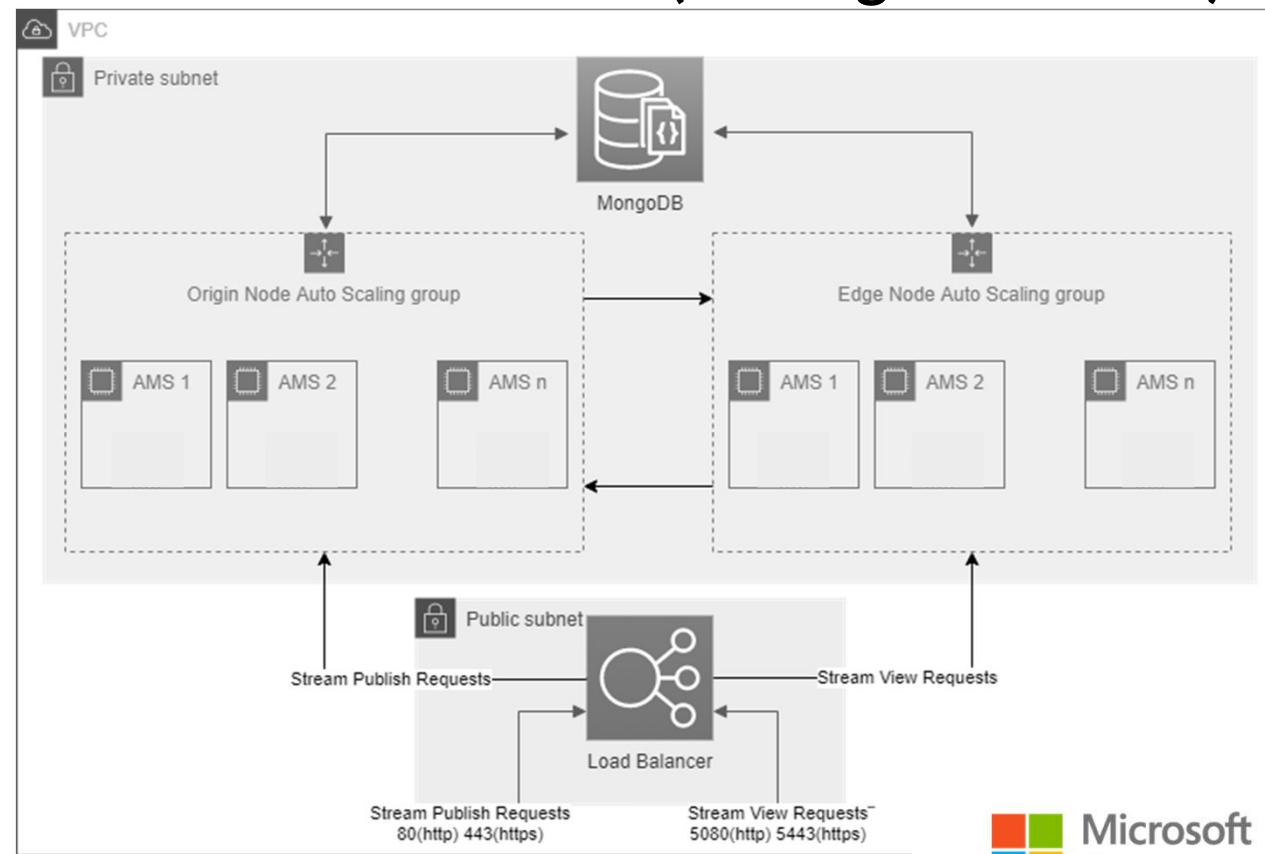 VPC
Private subnet
MongoDB
Origin Node Auto Scaling group
Edge Node Auto Scaling group
AMS 1
AMS 2
AMS n
AMS 1
AMS 2
AMS n
Public subnet
Stream Publish Requests
Stream View Requests
Load Balancer
Stream Publish Requests
80(http) 443(https)
Stream View Requests
5080(http) 5443(https)
Microsoft